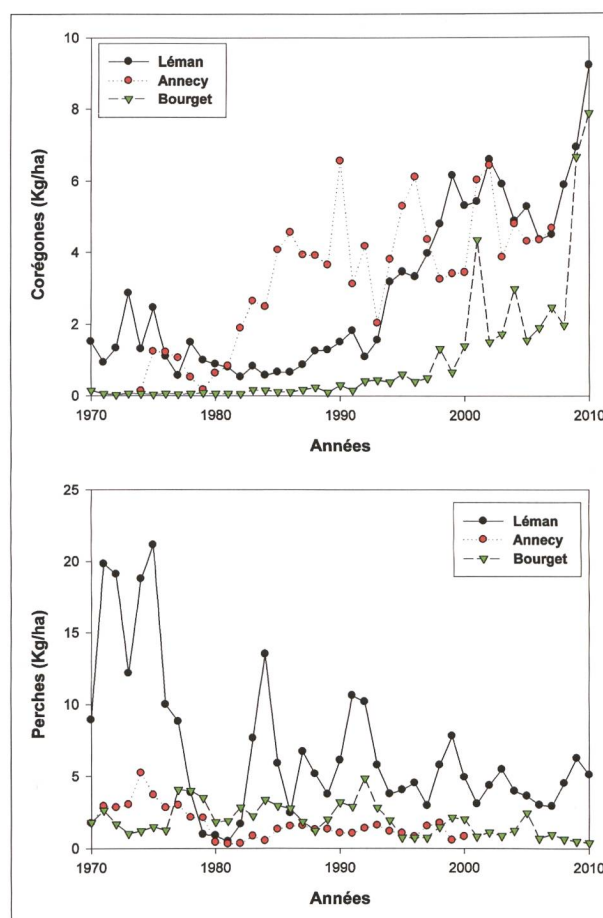 10
8
6
4
2
0
Corégones (Kg/ha)
Léman
Annecy
Bourget
1970
1980
1990
2000
2010
Années
25
20
15
10
5
0
Perches (Kg/ha)
Léman
Annecy
Bourget
1970
1980
1990
2000
2010
Années